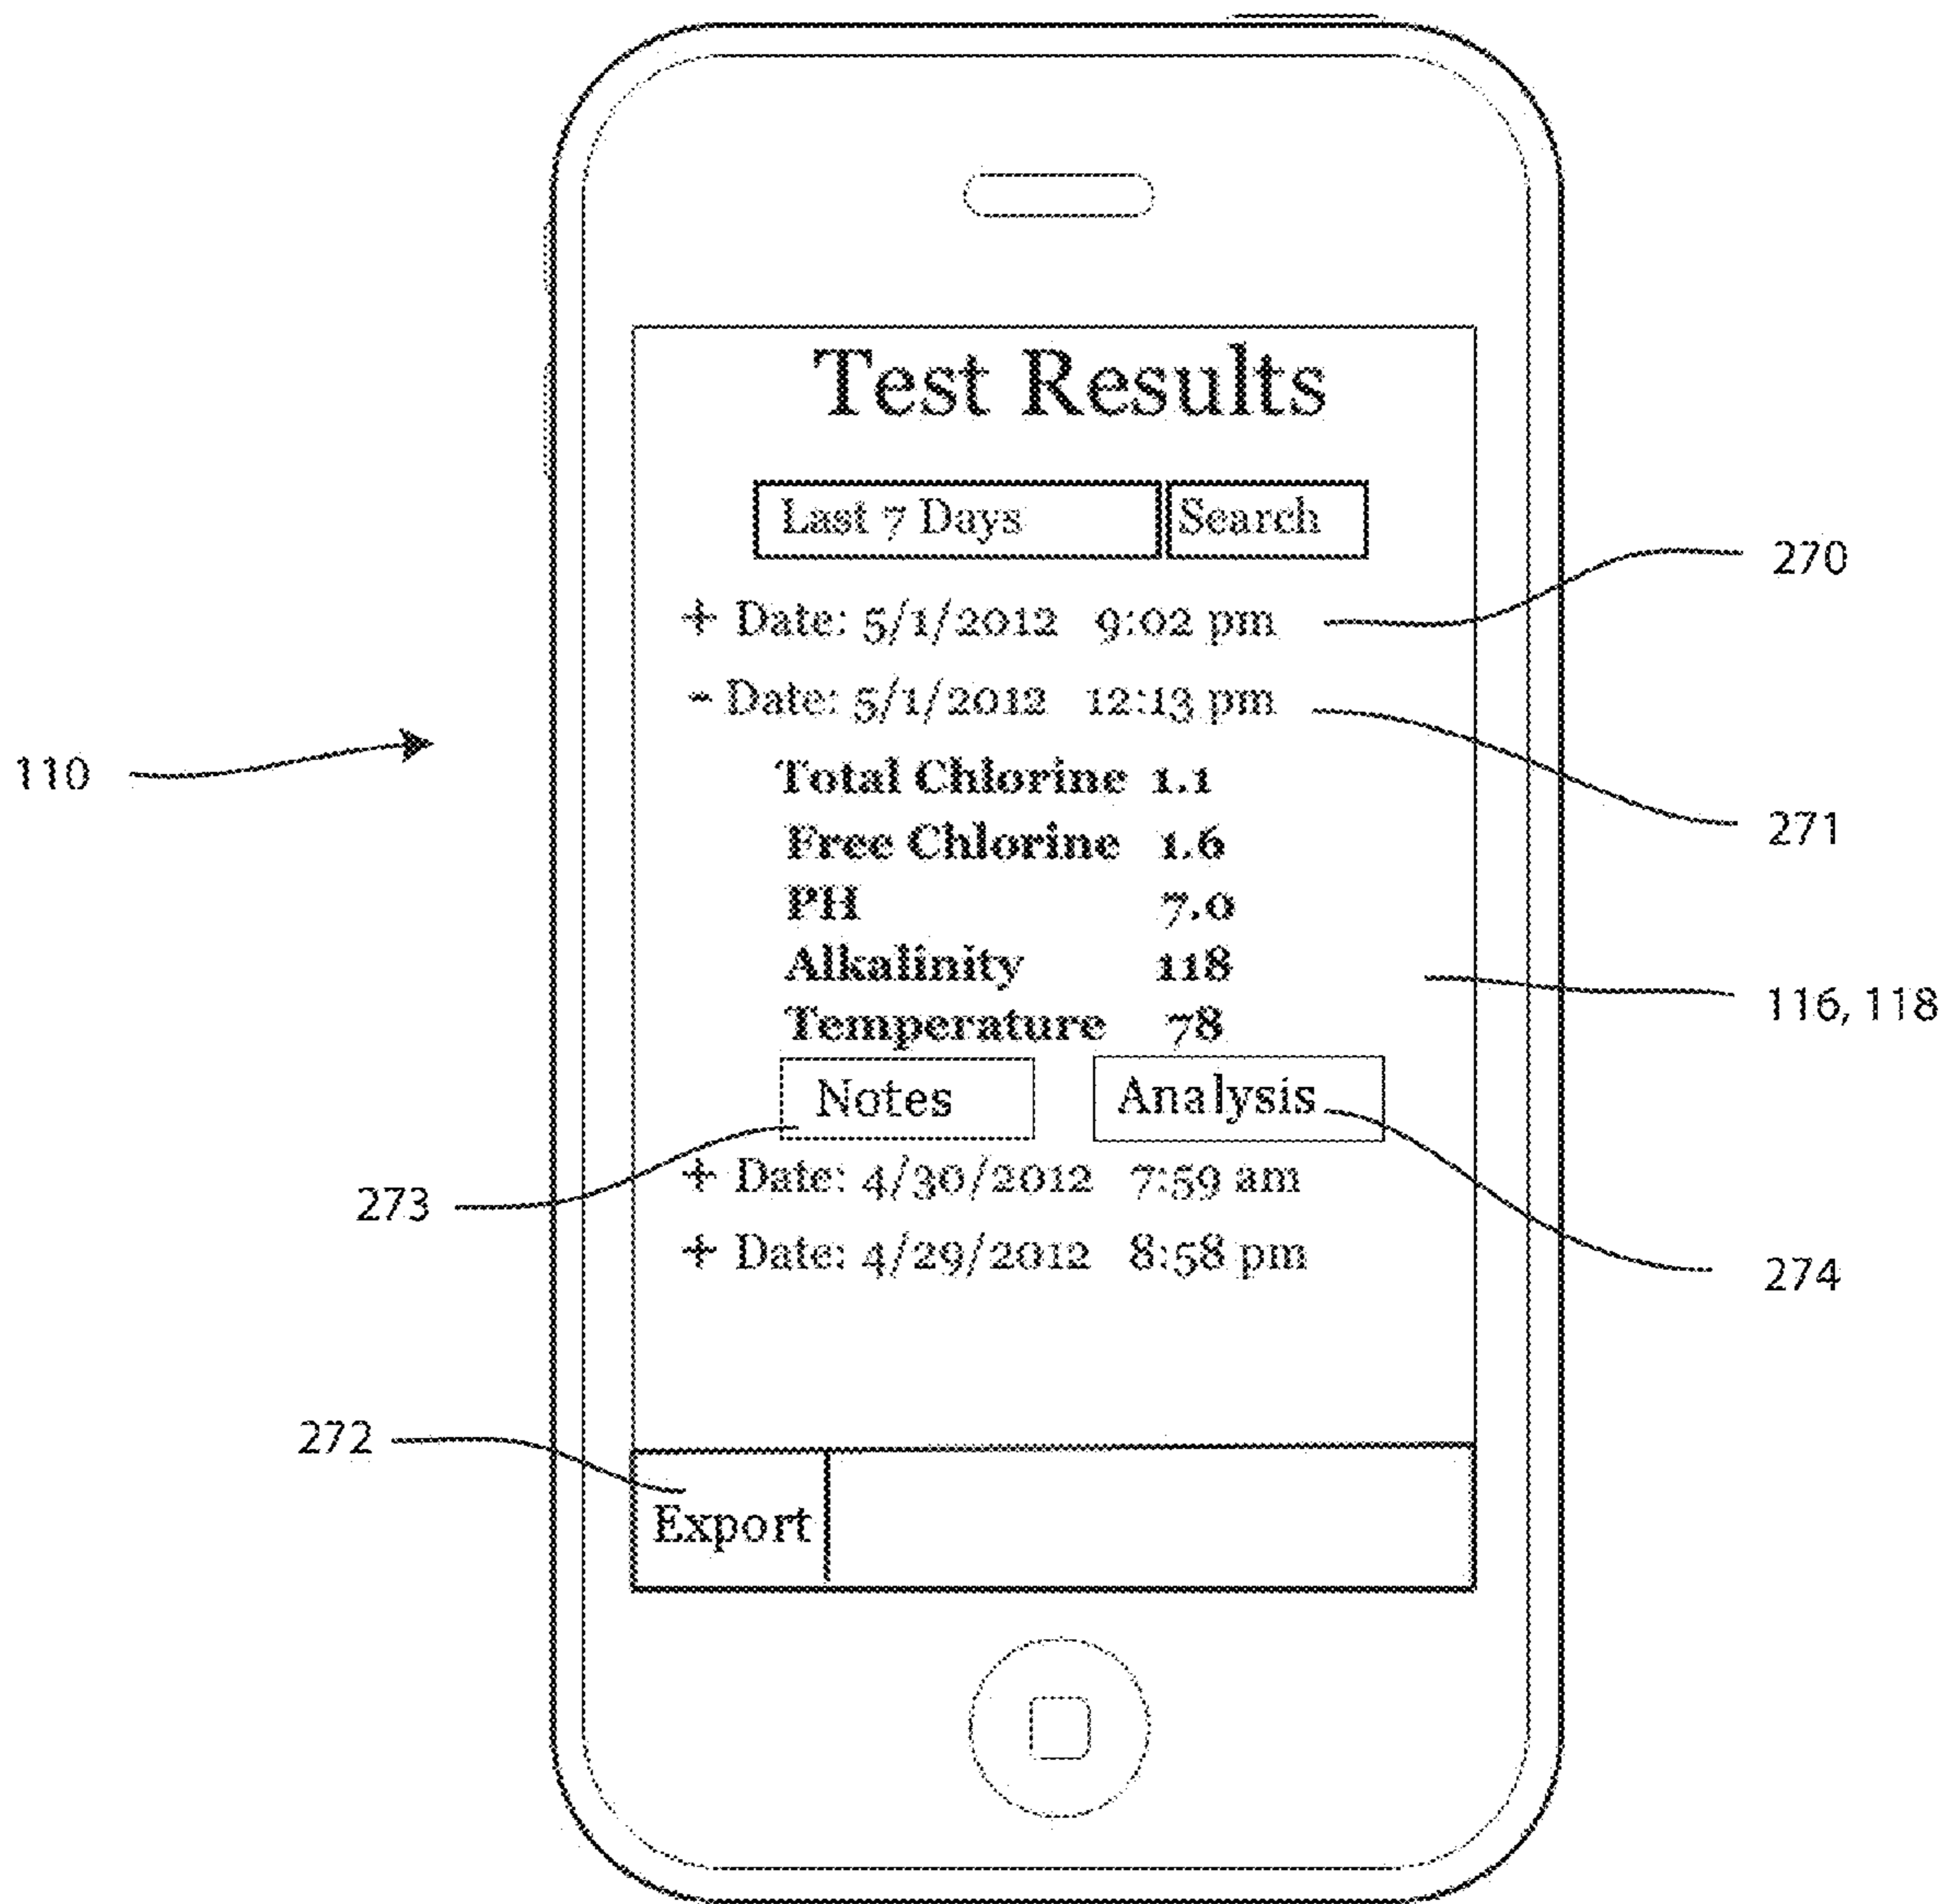 Test Results
Last 7 Days Search
270
+ Date: 5/1/2012 9:02 pm
- Date: 5/1/2012 12:13 pm
110
Total Chlorine 1.1
271
Free Chlorine 1.6
PH 7.0
Alkalinity 118
116, 118
Temperature 78
Notes Analysis
+ Date: 4/30/2012 7:59 am
273
+ Date: 4/29/2012 8:58 pm
274
272
Export